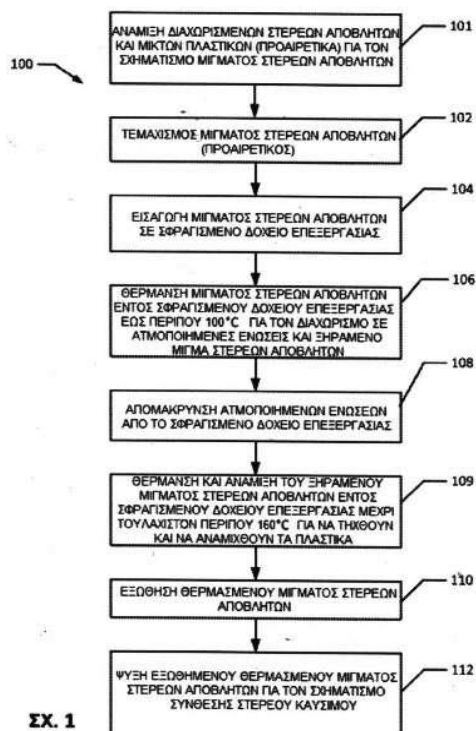 ΑΝΑΜΙΞΗ ΔΙΑΧΩΡΙΣΜΕΝΩΝ ΣΤΕΡΕΩΝ ΑΠΟΒΛΗΤΩΝ
ΚΑΙ ΜΙΚΤΩΝ ΠΛΑΣΤΙΚΩΝ (ΠΡΟΑΙΡΕΤΙΚΑ) ΓΙΑ ΤΟΝ
ΣΧΗΜΑΤΙΣΜΟ ΜΙΓΜΑΤΟΣ ΣΤΕΡΕΩΝ ΑΠΟΒΛΗΤΩΝ
101
100
ΤΕΜΑΧΙΣΜΟΣ ΜΙΓΜΑΤΟΣ ΣΤΕΡΕΩΝ ΑΠΟΒΛΗΤΩΝ
(ΠΡΟΑΙΡΕΤΙΚΟΣ)
102
ΕΙΣΑΓΩΓΗ ΜΙΓΜΑΤΟΣ ΣΤΕΡΕΩΝ ΑΠΟΒΛΗΤΩΝ
ΣΕ ΣΦΡΑΓΙΣΜΕΝΟ ΔΟΧΕΙΟ ΕΠΕΞΕΡΓΑΣΙΑΣ
104
ΘΕΡΜΑΝΣΗ ΜΙΓΜΑΤΟΣ ΣΤΕΡΕΩΝ ΑΠΟΒΛΗΤΩΝ
ΕΝΤΟΣ ΣΦΡΑΓΙΣΜΕΝΟΥ ΔΟΧΕΙΟΥ ΕΠΕΞΕΡΓΑΣΙΑΣ
ΕΩΣ ΠΕΡΙΠΟΥ 100°C ΓΙΑ ΤΟΝ ΔΙΑΧΩΡΙΣΜΟ ΣΕ
ΑΤΜΟΠΟΙΗΜΕΝΕΣ ΕΝΩΣΕΙΣ ΚΑΙ ΞΗΡΑΜΕΝΟ
ΜΙΓΜΑ ΣΤΕΡΕΩΝ ΑΠΟΒΛΗΤΩΝ
106
ΑΠΟΜΑΚΡΥΝΣΗ ΑΤΜΟΠΟΙΗΜΕΝΩΝ ΕΝΩΣΕΩΝ
ΑΠΟ ΤΟ ΣΦΡΑΓΙΣΜΕΝΟ ΔΟΧΕΙΟ ΕΠΕΞΕΡΓΑΣΙΑΣ
108
ΘΕΡΜΑΝΣΗ ΚΑΙ ΑΝΑΜΙΞΗ ΤΟΥ ΞΗΡΑΜΕΝΟΥ
ΜΙΓΜΑΤΟΣ ΣΤΕΡΕΩΝ ΑΠΟΒΛΗΤΩΝ ΕΝΤΟΣ
ΣΦΡΑΓΙΣΜΕΝΟΥ ΔΟΧΕΙΟΥ ΕΠΕΞΕΡΓΑΣΙΑΣ ΜΕΧΡΙ
ΤΟΥΛΑΧΙΣΤΟΝ ΠΕΡΙΠΟΥ 160°C ΓΙΑ ΝΑ ΤΗΧΘΟΥΝ
ΚΑΙ ΝΑ ΑΝΑΜΙΧΘΟΥΝ ΤΑ ΠΛΑΣΤΙΚΑ
109
ΕΞΩΘΗΣΗ ΘΕΡΜΑΣΜΕΝΟΥ ΜΙΓΜΑΤΟΣ ΣΤΕΡΕΩΝ
ΑΠΟΒΛΗΤΩΝ
110
ΨΥΞΗ ΕΞΩΘΗΜΕΝΟΥ ΘΕΡΜΑΣΜΕΝΟΥ ΜΙΓΜΑΤΟΣ
ΣΤΕΡΕΩΝ ΑΠΟΒΛΗΤΩΝ ΓΙΑ ΤΟΝ ΣΧΗΜΑΤΙΣΜΟ
ΣΥΝΘΕΣΗΣ ΣΤΕΡΕΟΥ ΚΑΥΣΙΜΟΥ
112
ΣΧ. 1